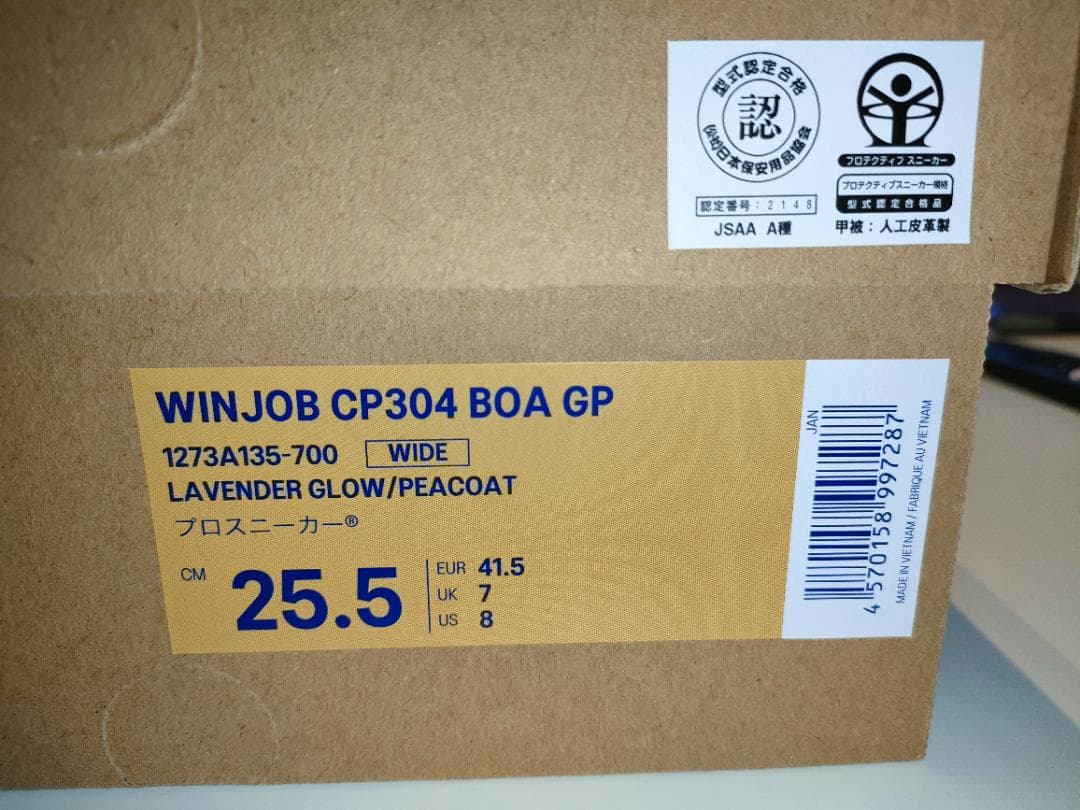 型式認定合格
認
(公社)日本保安用品協会
認定番号：2148
JSAA A種
プロテクティブ スニーカー
プロテクティブスニーカー規格
型式認定合格品
甲被：人工皮革製
WINJOB CP304 BOA GP
1273A135-700 WIDE
LAVENDER GLOW/PEACOAT
プロスニーカー®
CM 25.5
EUR 41.5
UK 7
US 8
JAN
4 570158 997287
MADE IN VIETNAM / FABRIQUE AU VIETNAM